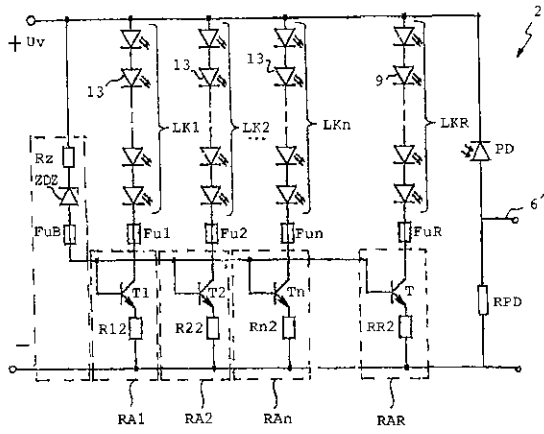 + Uv
2
13
13
13
9
LK1
LK2
...
LKn
LKR
PD
6'
Rz
ZDZ
FuB
Fu1
Fu2
Fun
FuR
T1
T2
Tn
T
R12
R22
Rn2
RR2
RPD
−
RA1
RA2
RAn
RAR